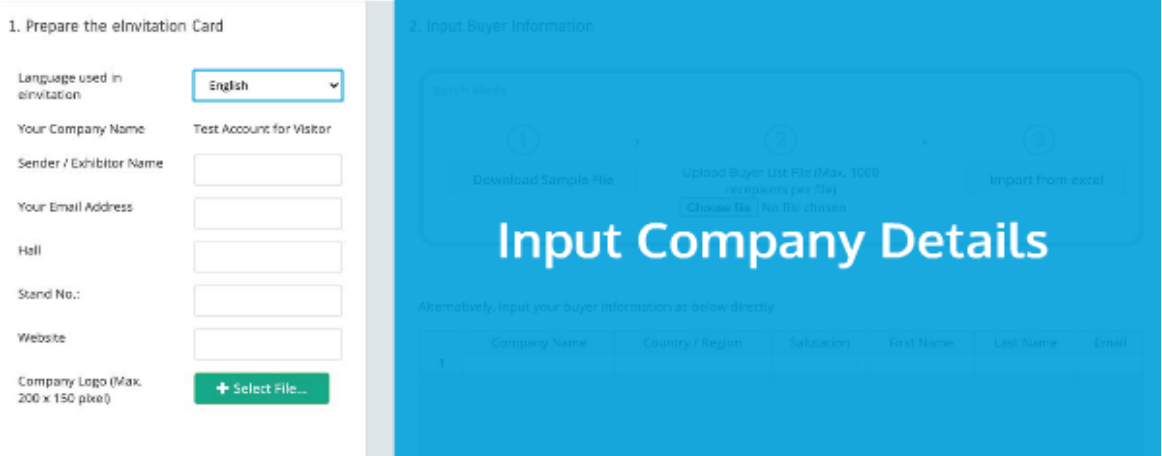 1. Prepare the eInvitation Card
Language used in
eInvitation
English
Your Company Name
Test Account for Visitor
Sender / Exhibitor Name
Your Email Address
Hall
Stand No.:
Website
Company Logo (Max.
200 x 150 pixel)
+ Select File...
2. Input Buyer Information
Batch Mode
1
2
3
Download Sample File
Upload Buyer List File (Max. 1000
recepients per file)
Choose file No file chosen
Import from excel
Input Company Details
Alternatively, input your buyer information as below directly
Company Name Country / Region Salutation First Name Last Name Email
1